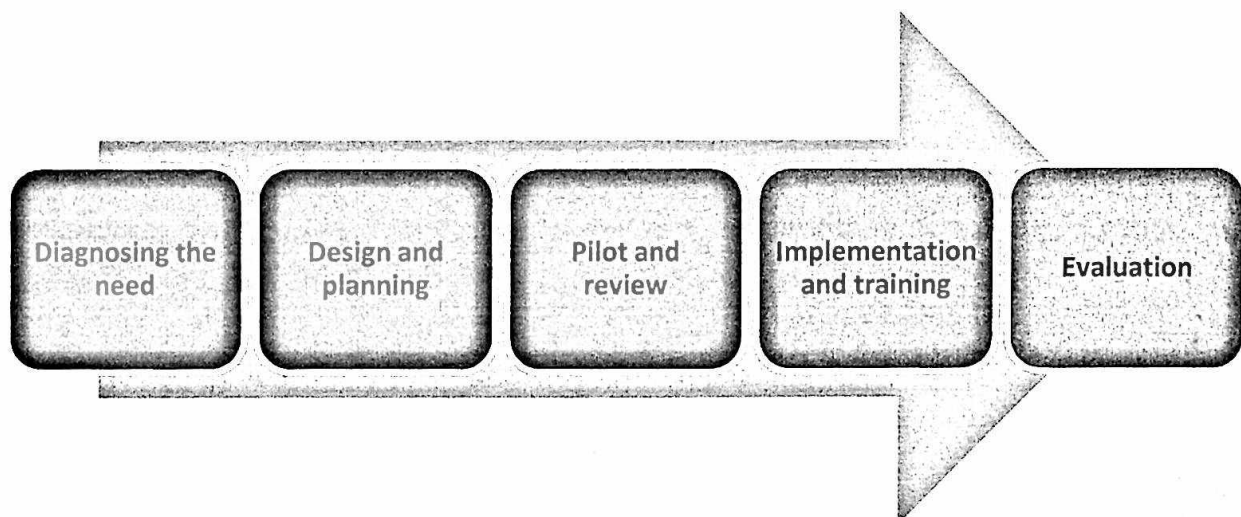 Diagnosing the
need
Design and
planning
Pilot and
review
Implementation
and training
Evaluation